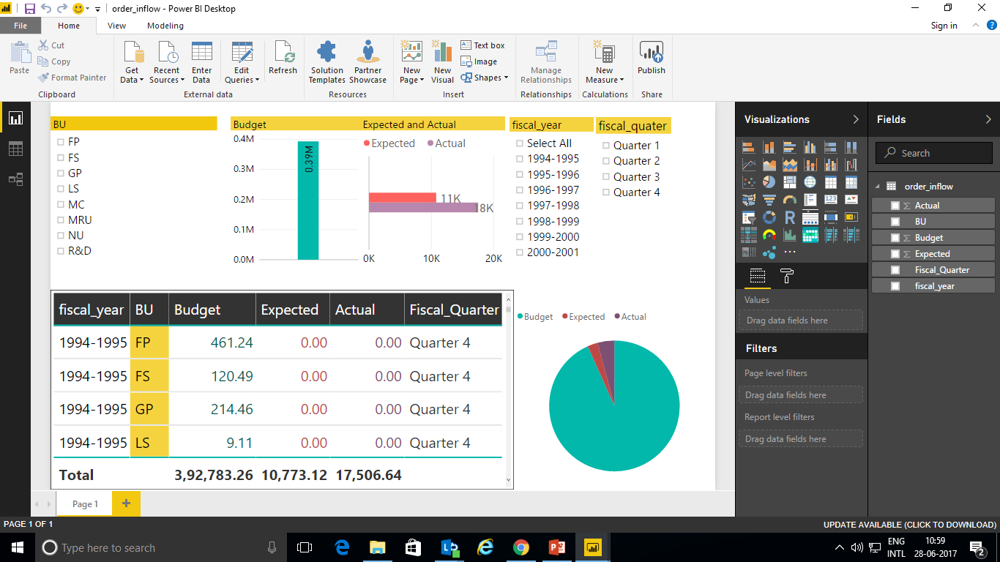 order_inflow - Power BI Desktop
File Home View Modeling Sign in
Paste
Cut
Copy
Format Painter
Clipboard
Get Data
Recent Sources
Enter Data
Edit Queries
Refresh
External data
Solution Templates
Partner Showcase
Resources
New Page
New Visual
Text box
Image
Shapes
Insert
Manage Relationships
Relationships
New Measure
Calculations
Publish
Share
BU
FP
FS
GP
LS
MC
MRU
NU
R&D
Budget
0.4M
0.3M
0.2M
0.1M
0.0M
0.39M
Expected and Actual
Expected Actual
11K
18K
0K 10K 20K
fiscal_year
Select All
1994-1995
1995-1996
1996-1997
1997-1998
1998-1999
1999-2000
2000-2001
fiscal_quater
Quarter 1
Quarter 2
Quarter 3
Quarter 4
fiscal_year BU Budget Expected Actual Fiscal_Quarter
1994-1995 FP 461.24 0.00 0.00 Quarter 4
1994-1995 FS 120.49 0.00 0.00 Quarter 4
1994-1995 GP 214.46 0.00 0.00 Quarter 4
1994-1995 LS 9.11 0.00 0.00 Quarter 4
Total 3,92,783.26 10,773.12 17,506.64
Budget Expected Actual
Visualizations
R
123
Values
Drag data fields here
Filters
Page level filters
Drag data fields here
Report level filters
Drag data fields here
Fields
Search
order_inflow
Actual
BU
Budget
Expected
Fiscal_Quarter
fiscal_year
Page 1
PAGE 1 OF 1
UPDATE AVAILABLE (CLICK TO DOWNLOAD)
Type here to search
ENG
INTL
10:59
28-06-2017
2